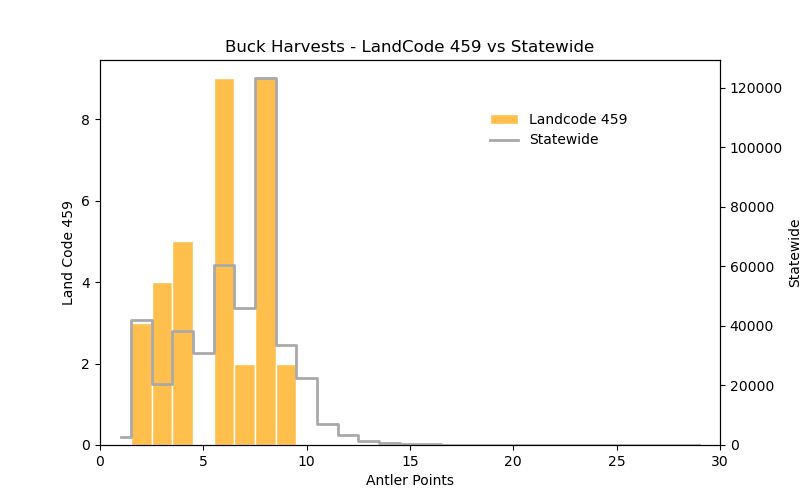 Buck Harvests - LandCode 459 vs Statewide
Landcode 459
Statewide
Land Code 459
8
6
4
2
0
120000
100000
80000
60000
40000
20000
0
Statewide
0 5 10 15 20 25 30
Antler Points